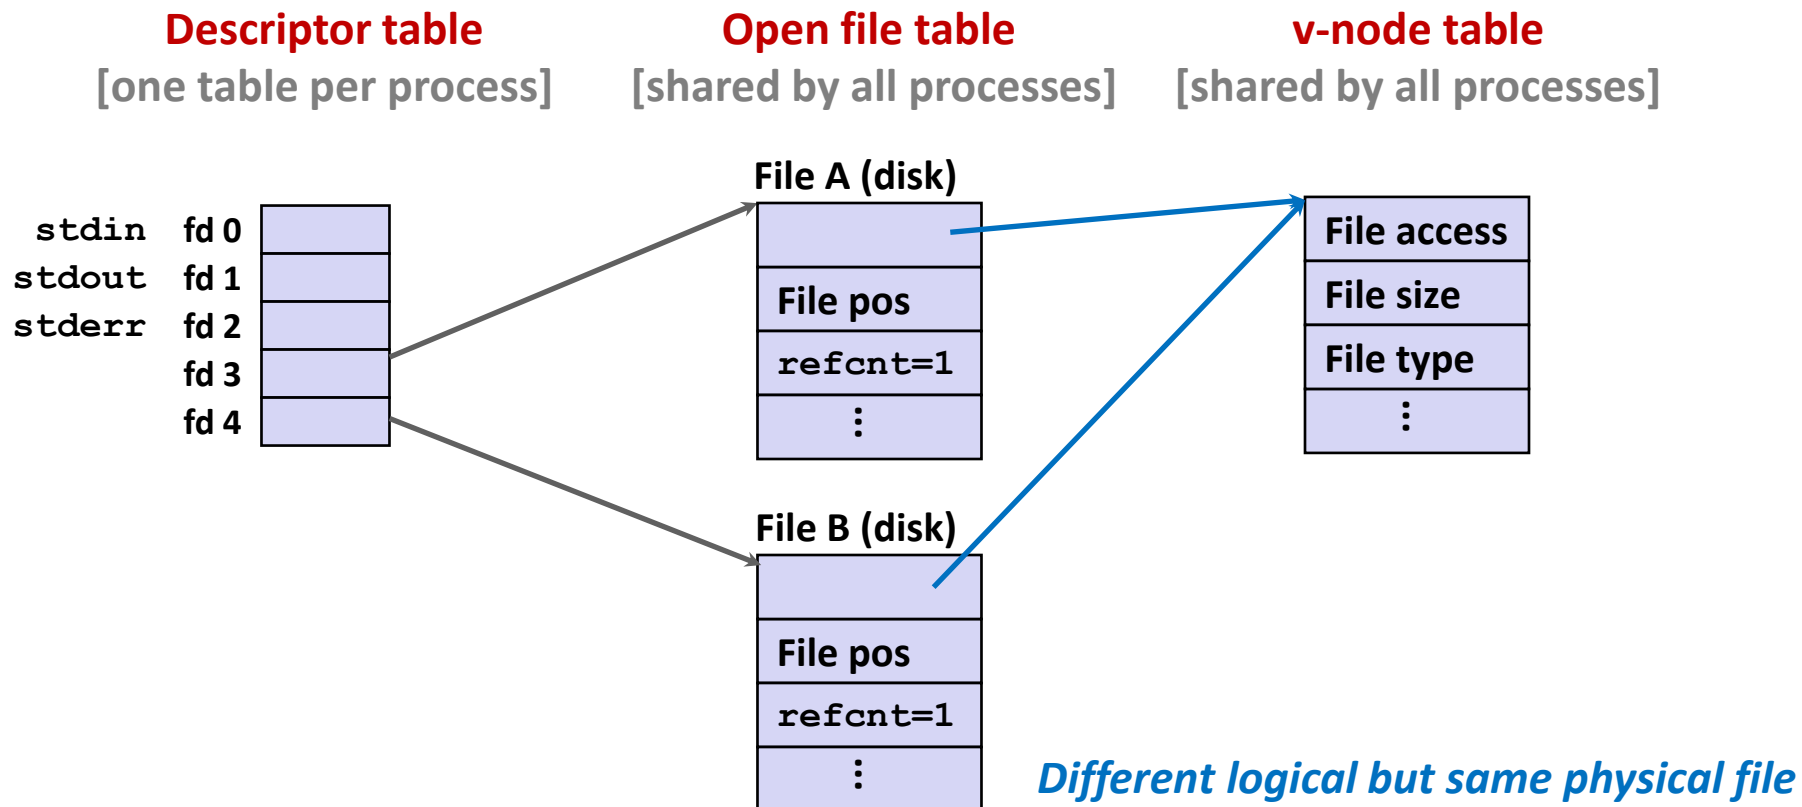 Descriptor table
[one table per process]
Open file table
[shared by all processes]
v-node table
[shared by all processes]
stdin fd 0
stdout fd 1
stderr fd 2
fd 3
fd 4
File A (disk)
File pos
refcnt=1
⋮
File B (disk)
File pos
refcnt=1
⋮
File access
File size
File type
⋮
Different logical but same physical file